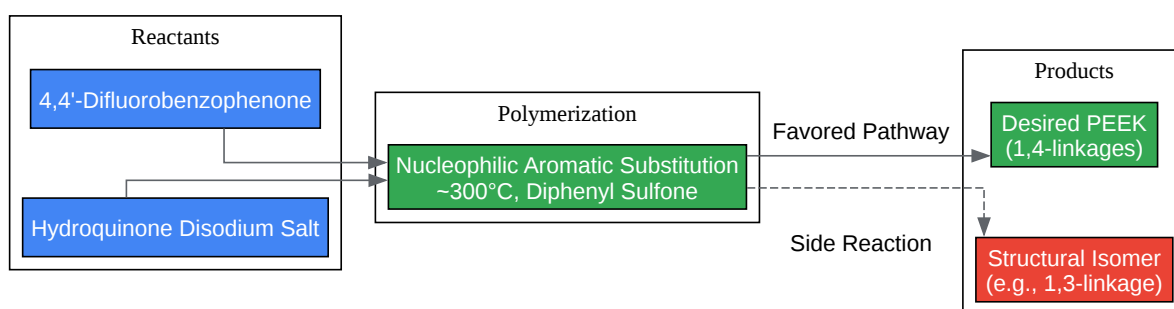 Reactants
4,4'-Difluorobenzophenone
Hydroquinone Disodium Salt
Polymerization
Nucleophilic Aromatic Substitution
~300°C, Diphenyl Sulfone
Favored Pathway
Side Reaction
Products
Desired PEEK
(1,4-linkages)
Structural Isomer
(e.g., 1,3-linkage)